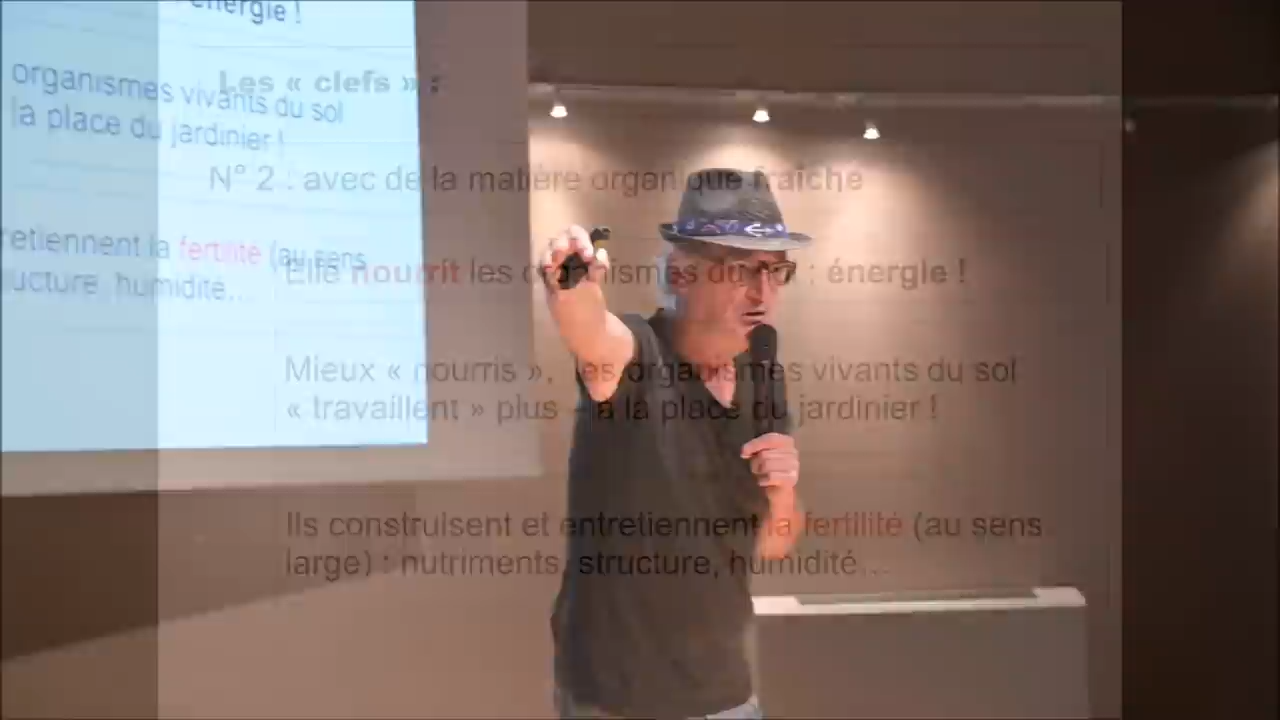 énergie !
organismes vivants du sol
la place du jardinier !
retiennent la fertilité (au sens
ucture, humidité...
Les « clefs » :
N° 2 : avec de la matière organique fraîche
Elle nourrit les organismes du sol : énergie !
Mieux « nourris », les organismes vivants du sol
« travaillent » plus - à la place du jardinier !
Ils construisent et entretiennent la fertilité (au sens
large) : nutriments, structure, humidité...